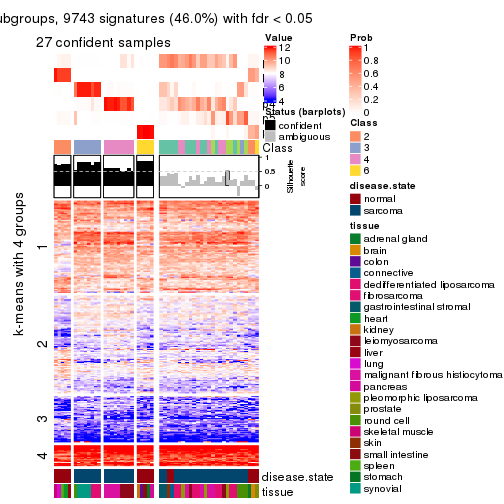 ubgroups, 9743 signatures (46.0%) with fdr < 0.05
27 confident samples
Value
12
10
8
6
4
Prob
1
0.8
0.6
0.4
0.2
0
Status (barplots)
confident
ambiguous
Class
2
3
4
6
Class
1
0.5
0
Silhouette
score
disease.state
normal
sarcoma
k-means with 4 groups
1
2
3
4
tissue
adrenal gland
brain
colon
connective
dedifferentiated liposarcoma
fibrosarcoma
gastrointestinal stromal
heart
kidney
leiomyosarcoma
liver
lung
malignant fibrous histiocytoma
pancreas
pleomorphic liposarcoma
prostate
round cell
skeletal muscle
skin
small intestine
spleen
stomach
synovial
disease.state
tissue